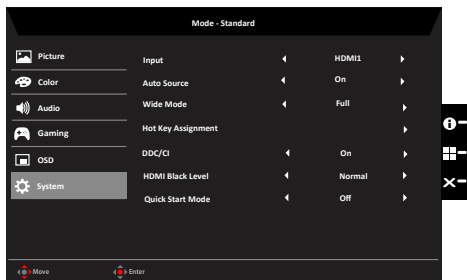 Mode - Standard
Picture
Color
Audio
Gaming
OSD
System
Input HDMI1
Auto Source On
Wide Mode Full
Hot Key Assignment
DDC/CI On
HDMI Black Level Normal
Quick Start Mode Off
Move Enter